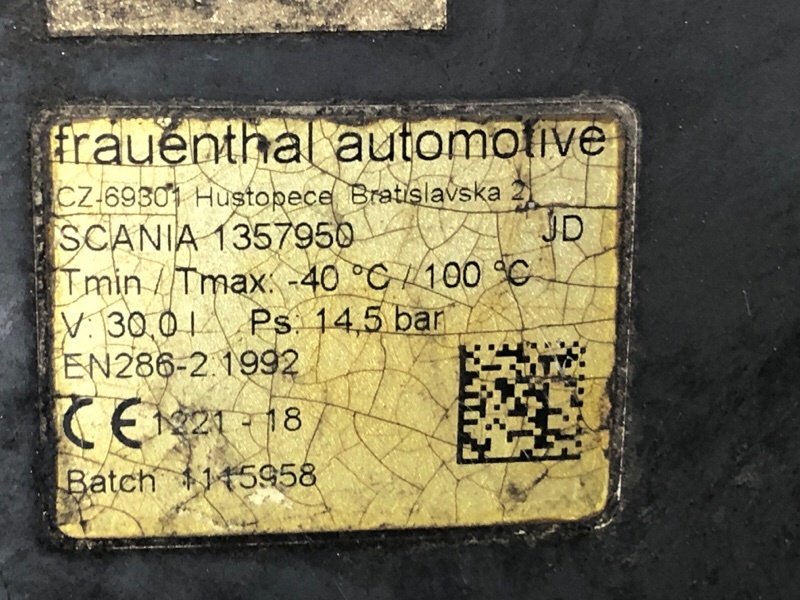 frauenthal automotive
CZ-69301 Hustopece Bratislavska 2
SCANIA 1357950 JD
Tmin / Tmax: -40 °C / 100 °C
V: 30,0 l Ps: 14,5 bar
EN286-2.1992
CE 1221 - 18
Batch 1115958